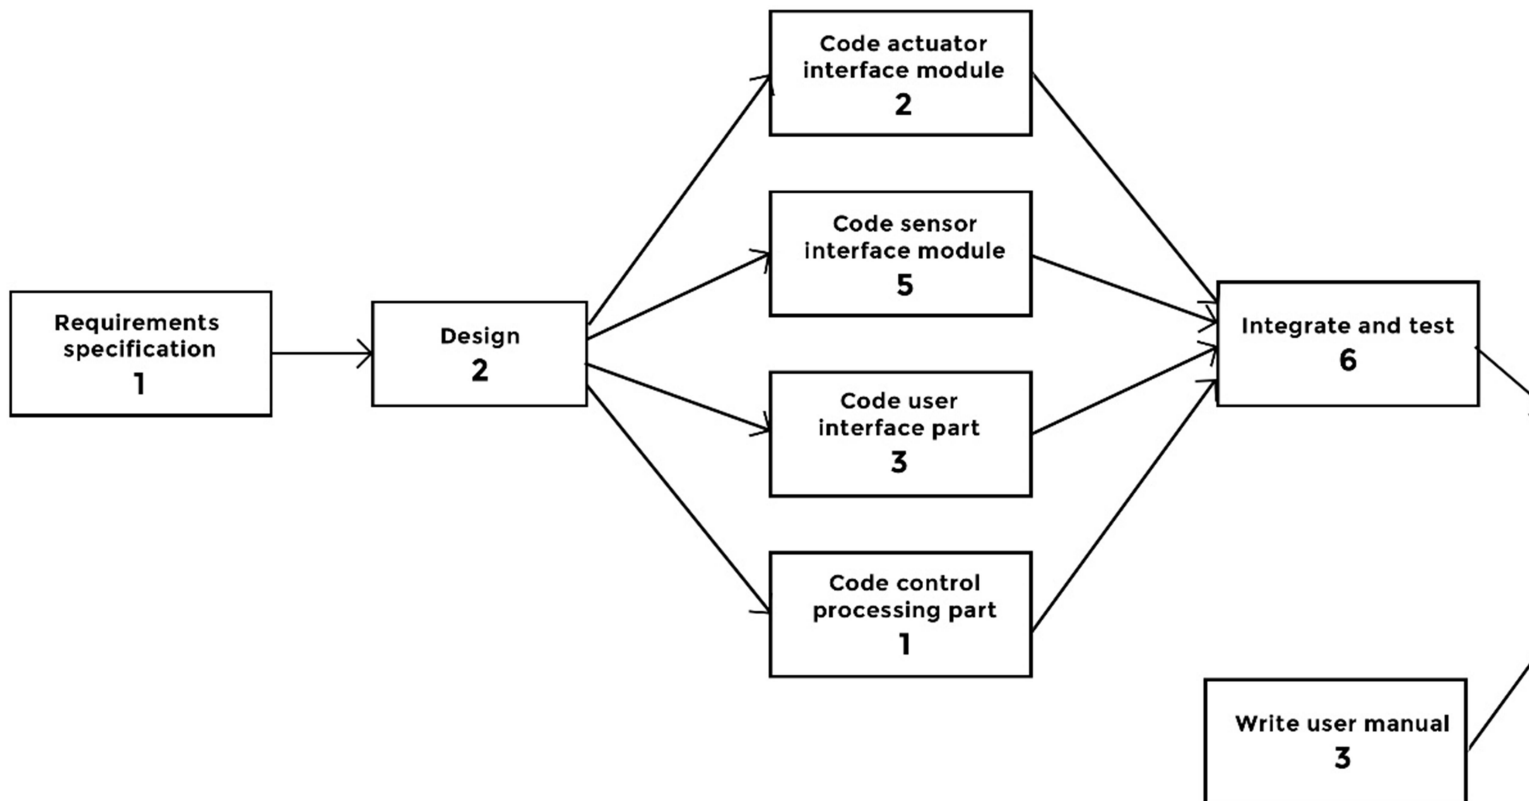 Requirements
specification
1
Design
2
Code actuator
interface module
2
Code sensor
interface module
5
Code user
interface part
3
Code control
processing part
1
Integrate and test
6
Write user manual
3